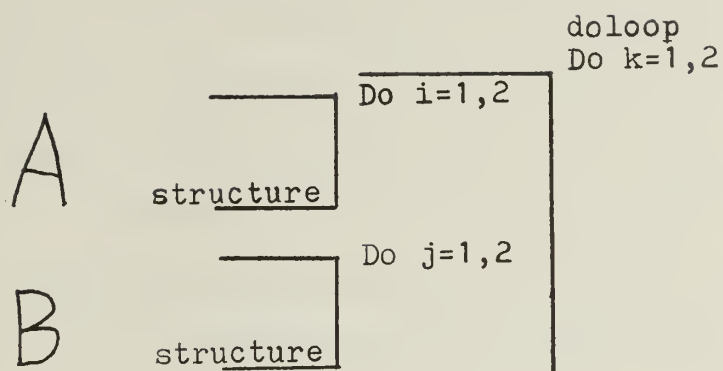 doloop
Do k=1,2
Do i=1,2
A
structure
Do j=1,2
B
structure